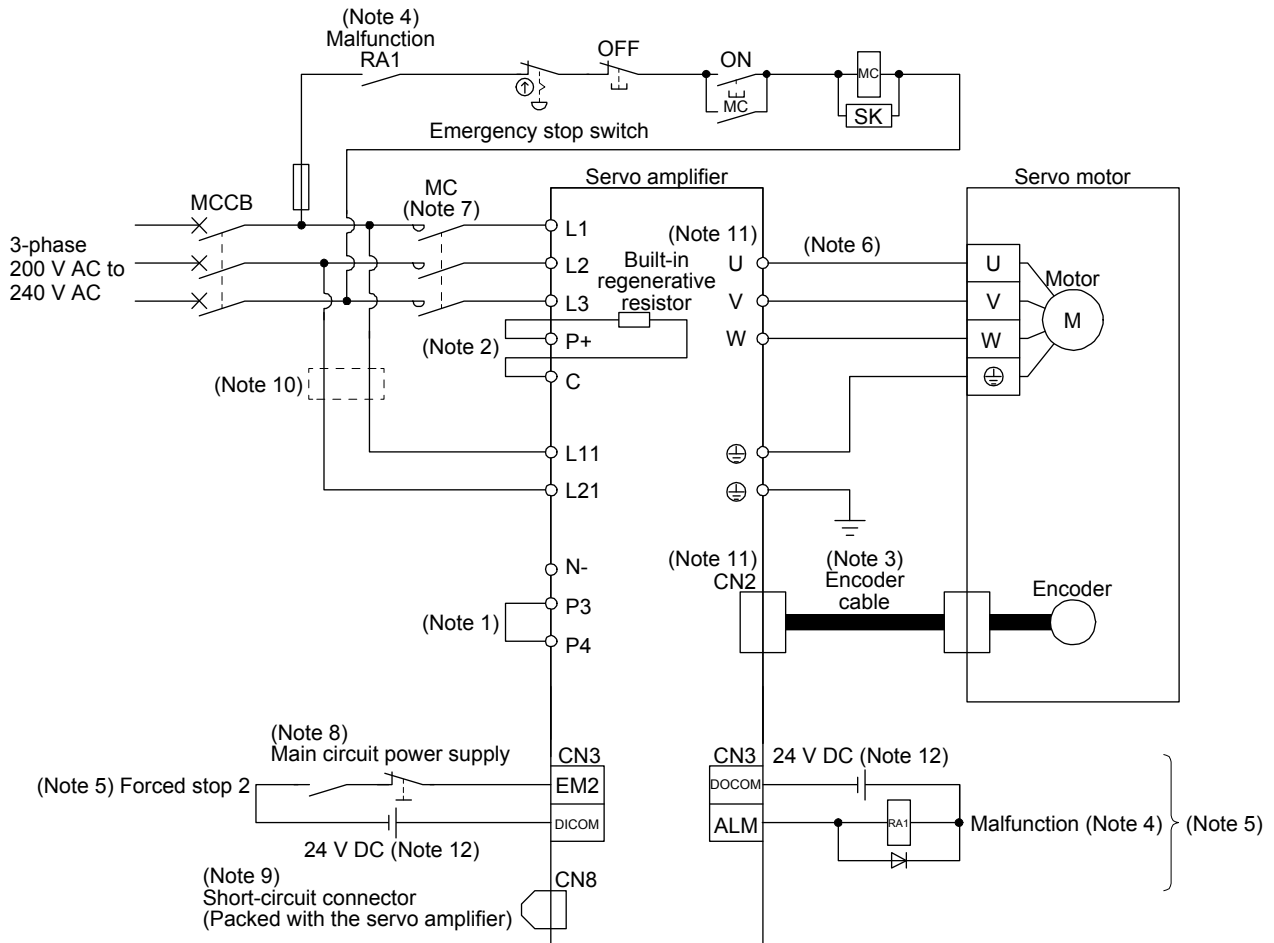 (Note 4)
Malfunction
RA1
OFF
ON
MC
MC
SK
Emergency stop switch
Servo amplifier
Servo motor
MCCB
MC
(Note 7)
3-phase
200 V AC to
240 V AC
L1
L2
L3
P+
C
(Note 2)
(Note 10)
Built-in
regenerative
resistor
(Note 11)
U
V
W
(Note 6)
U
V
W
Motor
M
L11
L21
N-
P3
P4
(Note 1)
(Note 11)
CN2
(Note 3)
Encoder
cable
Encoder
(Note 8)
Main circuit power supply
(Note 5) Forced stop 2
24 V DC (Note 12)
CN3
EM2
DICOM
CN3
DOCOM
ALM
24 V DC (Note 12)
RA1
Malfunction (Note 4)
(Note 5)
(Note 9)
Short-circuit connector
(Packed with the servo amplifier)
CN8